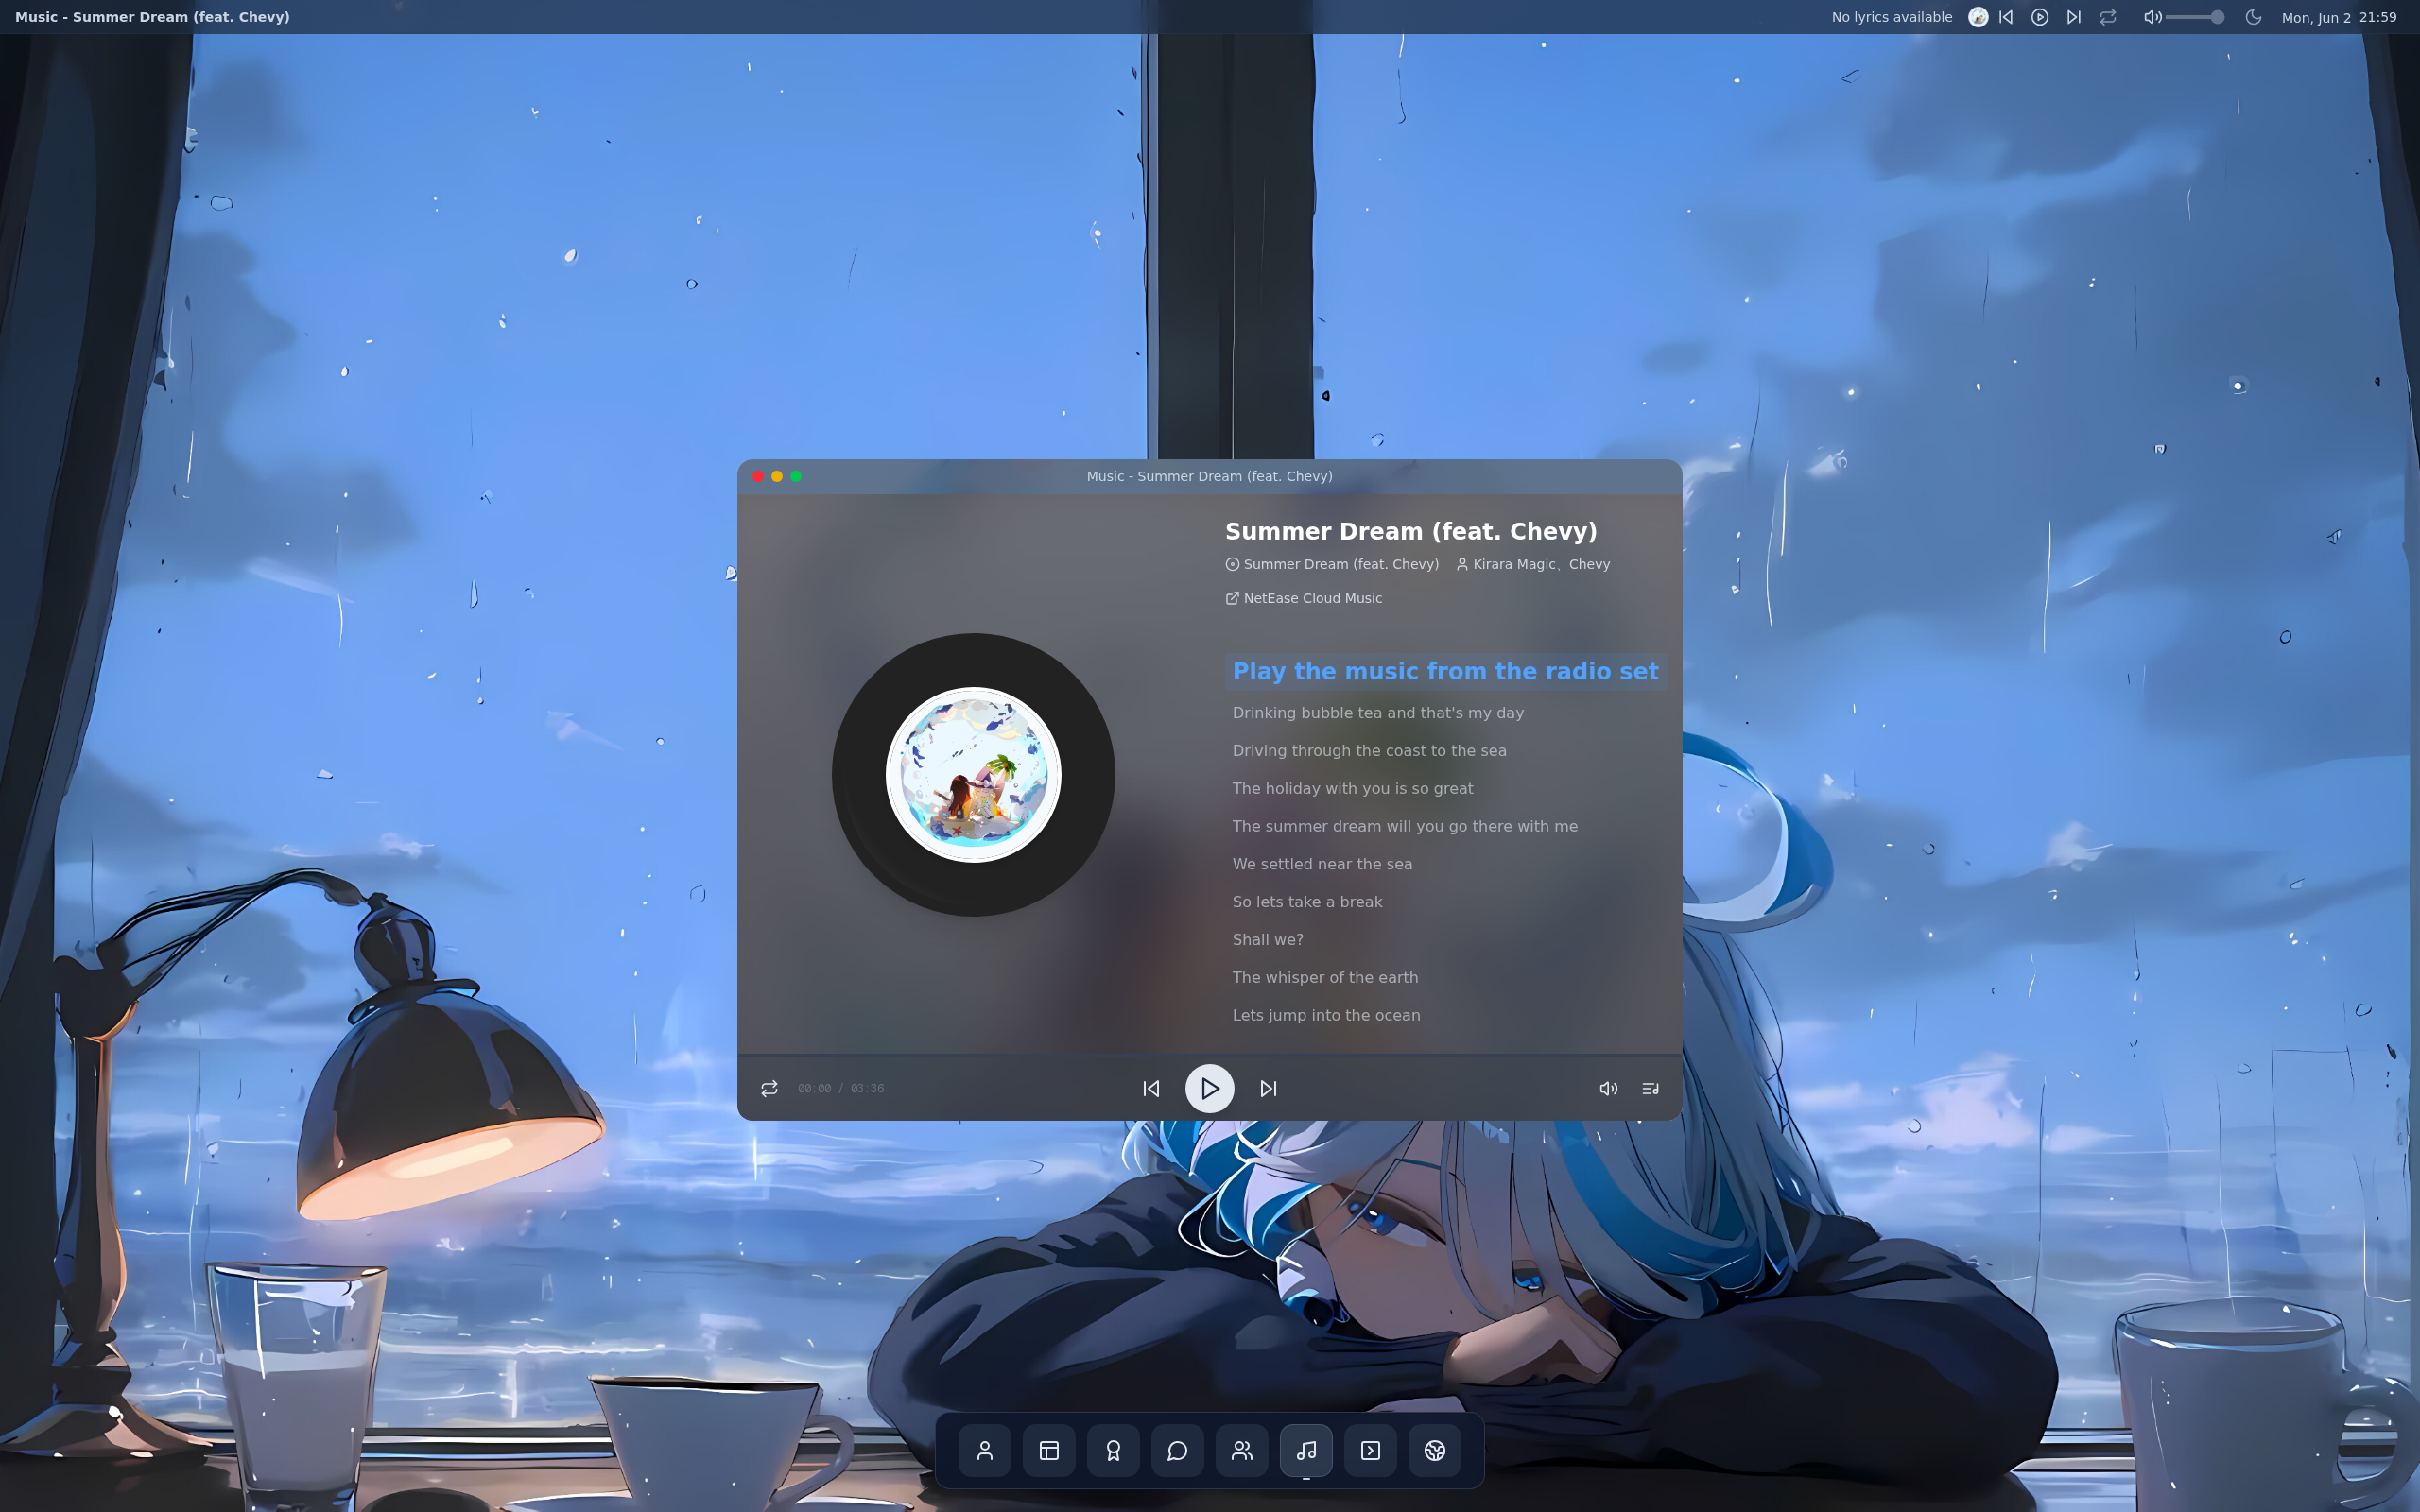 Music - Summer Dream (feat. Chevy)
No lyrics available
Mon, Jun 2 21:59
Music - Summer Dream (feat. Chevy)
Summer Dream (feat. Chevy)
Summer Dream (feat. Chevy) Kirara Magic、Chevy
NetEase Cloud Music
Play the music from the radio set
Drinking bubble tea and that's my day
Driving through the coast to the sea
The holiday with you is so great
The summer dream will you go there with me
We settled near the sea
So lets take a break
Shall we?
The whisper of the earth
Lets jump into the ocean
00:00 / 03:36